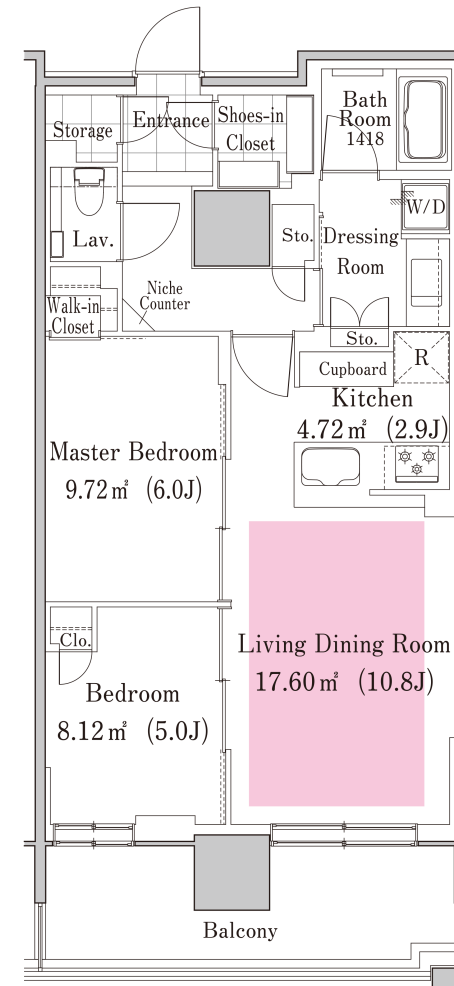 Bath
Room
1418
Entrance
Shoes-in
Closet
Storage
W/D
Lav.
Sto.
Dressing
Room
Niche
Counter
Walk-in
Closet
Sto.
Cupboard
R
Kitchen
4.72㎡ (2.9J)
Master Bedroom
9.72㎡ (6.0J)
Clo.
Living Dining Room
17.60㎡ (10.8J)
Bedroom
8.12㎡ (5.0J)
Balcony